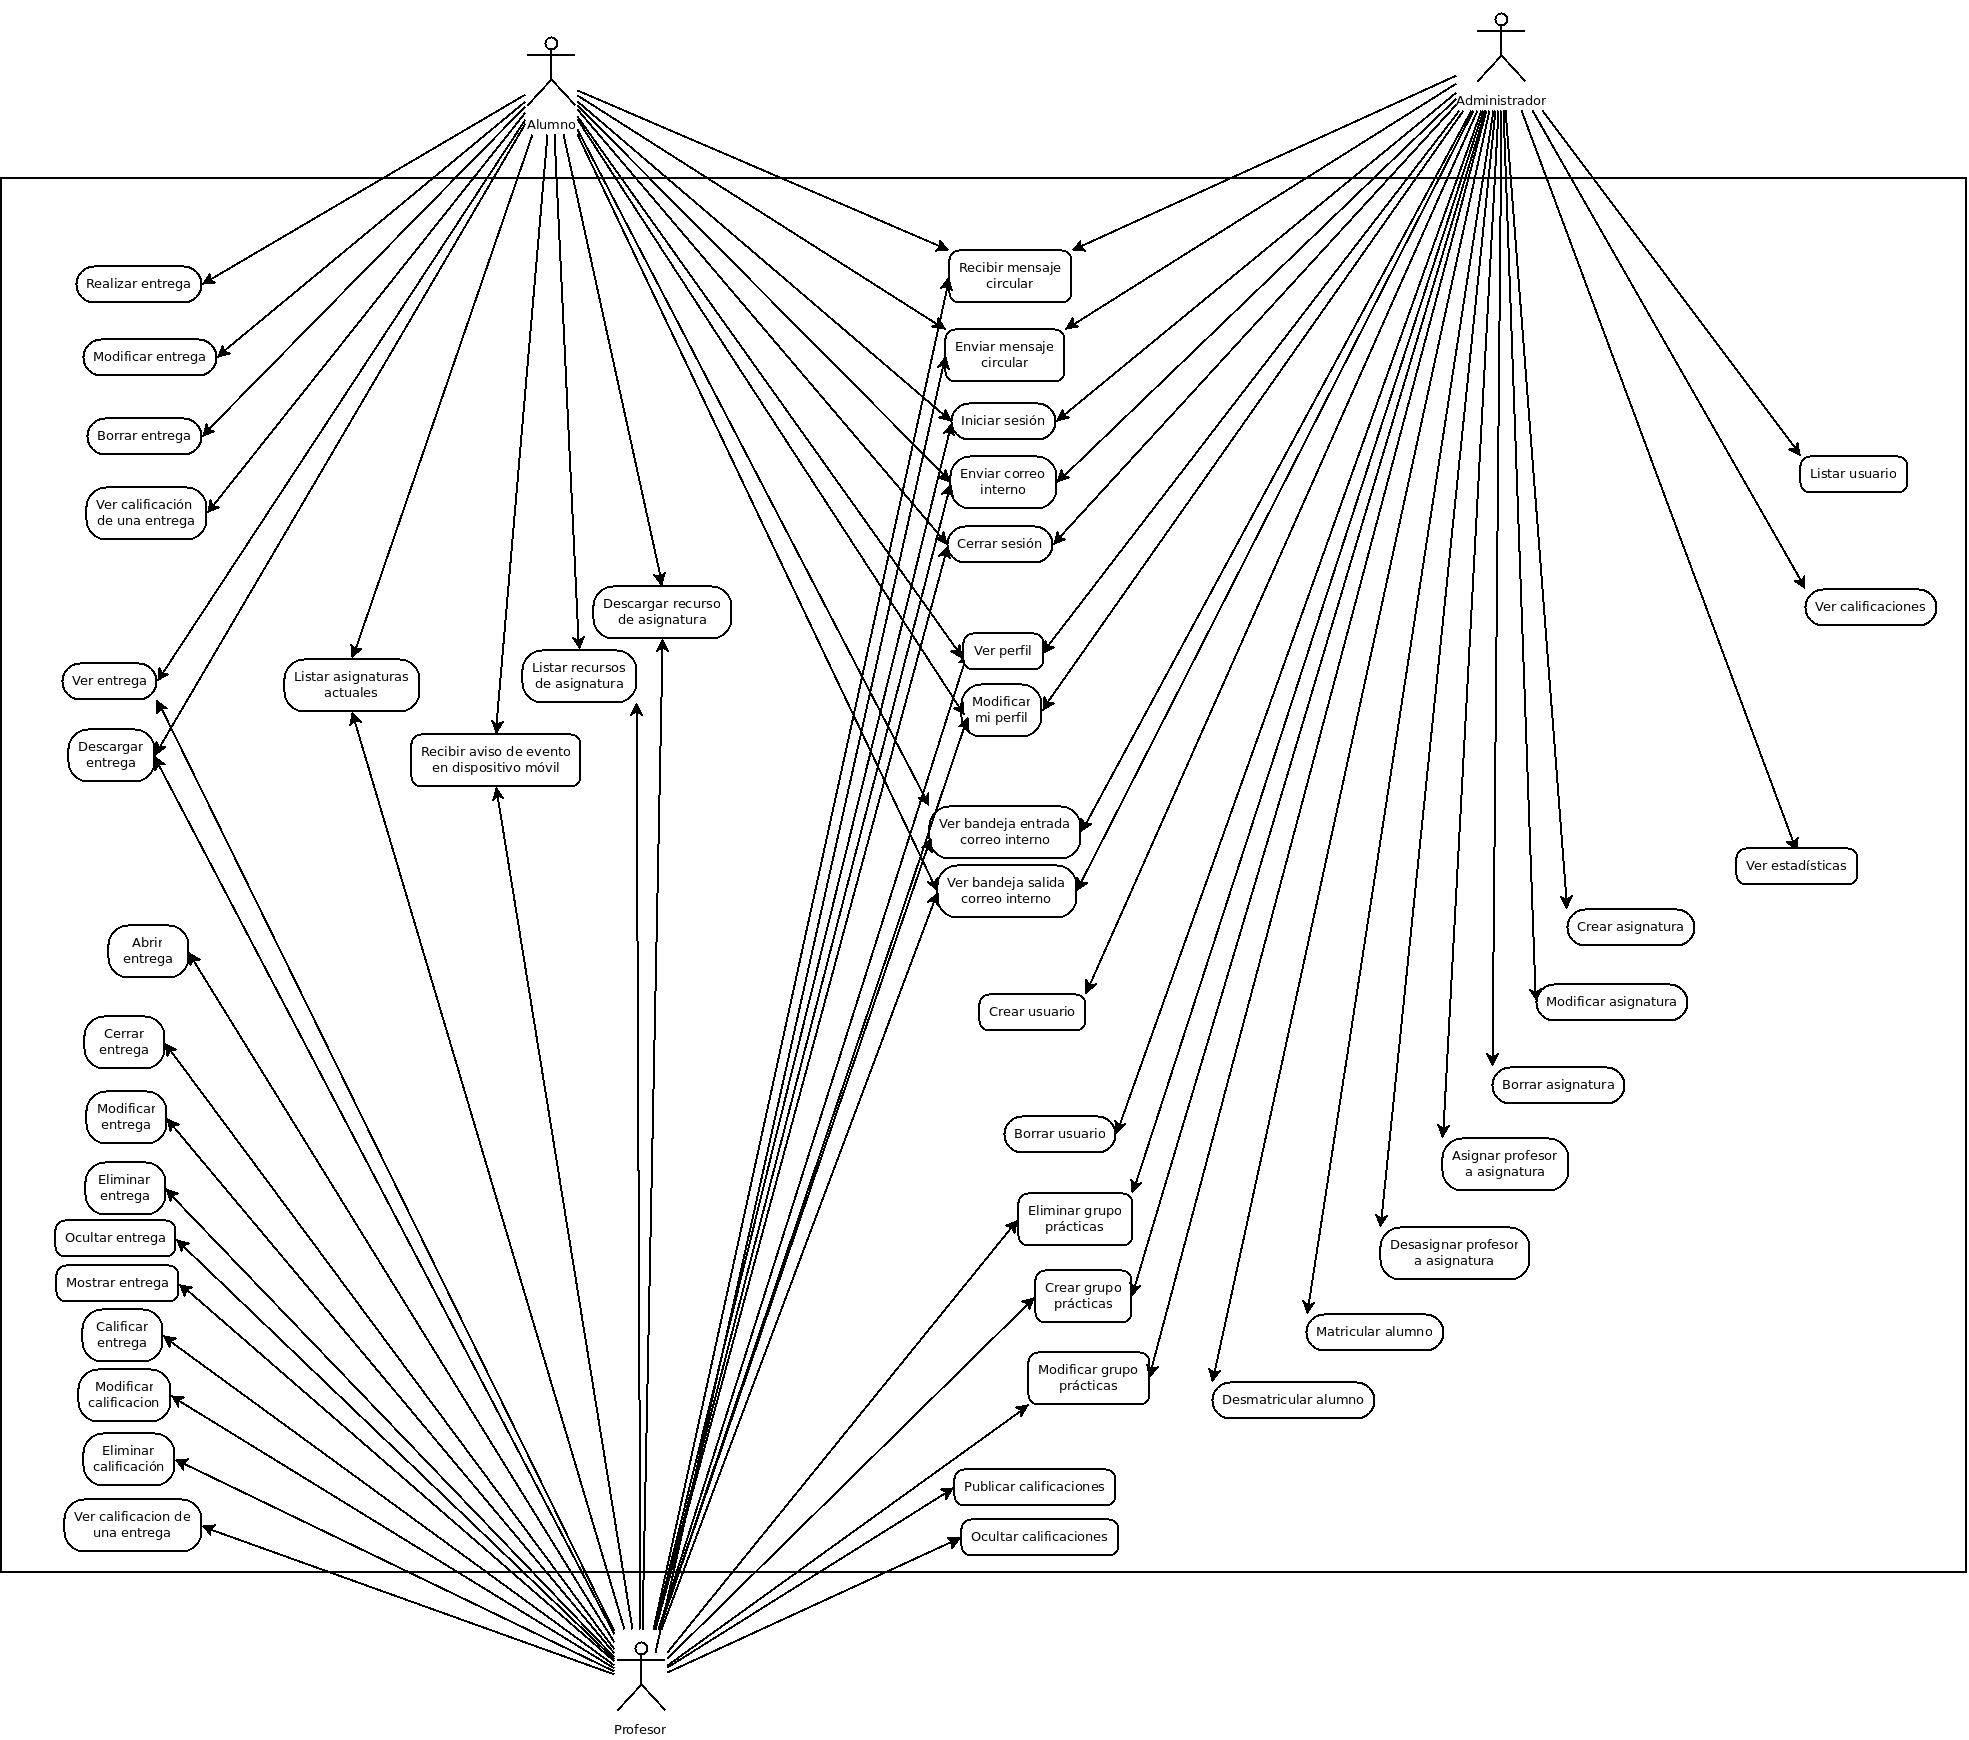 Administrador
Alumno
Recibir mensaje
circular
Realizar entrega
Enviar mensaje
circular
Modificar entrega
Iniciar sesión
Borrar entrega
Enviar correo
interno
Listar usuario
Ver calificación
de una entrega
Cerrar sesión
Descargar recurso
de asignatura
Ver calificaciones
Ver perfil
Listar recursos
de asignatura
Ver entrega
Listar asignaturas
actuales
Modificar
mi perfil
Descargar
entrega
Recibir aviso de evento
en dispositivo móvil
Ver bandeja entrada
correo interno
Ver estadísticas
Ver bandeja salida
correo interno
Crear asignatura
Abrir
entrega
Modificar asignatura
Crear usuario
Cerrar
entrega
Borrar asignatura
Modificar
entrega
Borrar usuario
Asignar profesor
a asignatura
Eliminar
entrega
Eliminar grupo
prácticas
Ocultar entrega
Desasignar profesor
a asignatura
Mostrar entrega
Crear grupo
prácticas
Calificar
entrega
Matricular alumno
Modificar grupo
prácticas
Modificar
calificacion
Desmatricular alumno
Eliminar
calificación
Publicar calificaciones
Ver calificacion de
una entrega
Ocultar calificaciones
Profesor